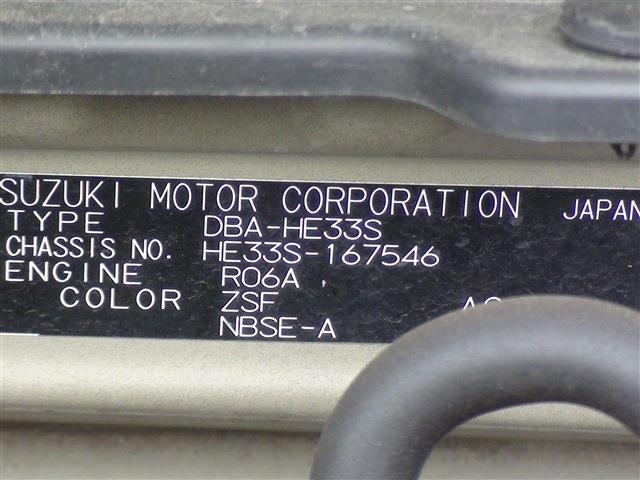 SUZUKI MOTOR CORPORATION JAPAN
TYPE DBA-HE33S
CHASSIS NO. HE33S-167546
ENGINE R06A
COLOR ZSF
NBSE-A